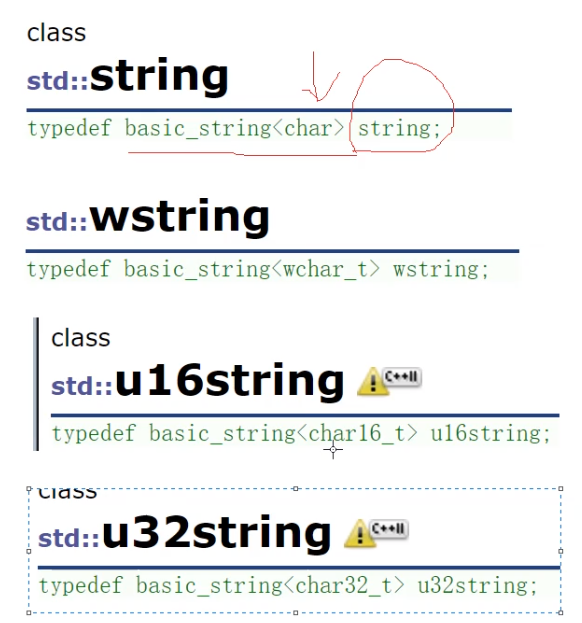 class
std::string
typedef basic_string<char> string;
std::wstring
typedef basic_string<wchar_t> wstring;
class
std::u16string C++11
typedef basic_string<char16_t> u16string;
class
std::u32string C++11
typedef basic_string<char32_t> u32string;